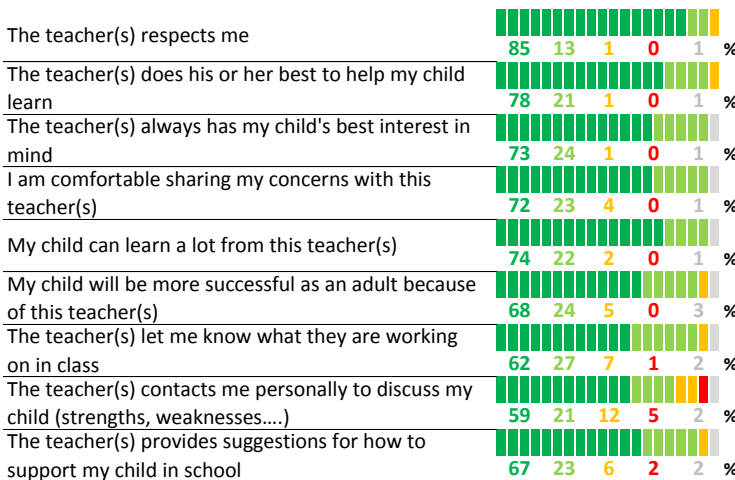 The teacher(s) respects me
85 13 1 0 1 %
The teacher(s) does his or her best to help my child
learn
78 21 1 0 1 %
The teacher(s) always has my child's best interest in
mind
73 24 1 0 1 %
I am comfortable sharing my concerns with this
teacher(s)
72 23 4 0 1 %
My child can learn a lot from this teacher(s)
74 22 2 0 1 %
My child will be more successful as an adult because
of this teacher(s)
68 24 5 0 3 %
The teacher(s) let me know what they are working
on in class
62 27 7 1 2 %
The teacher(s) contacts me personally to discuss my
child (strengths, weaknesses....)
59 21 12 5 2 %
The teacher(s) provides suggestions for how to
support my child in school
67 23 6 2 2 %